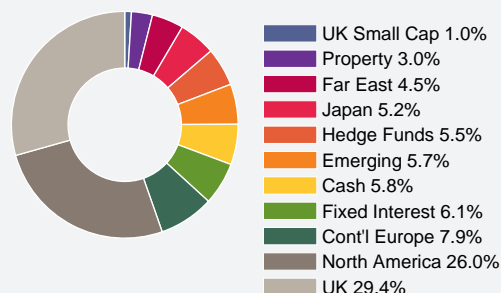 UK Small Cap 1.0%
Property 3.0%
Far East 4.5%
Japan 5.2%
Hedge Funds 5.5%
Emerging 5.7%
Cash 5.8%
Fixed Interest 6.1%
Cont'l Europe 7.9%
North America 26.0%
UK 29.4%